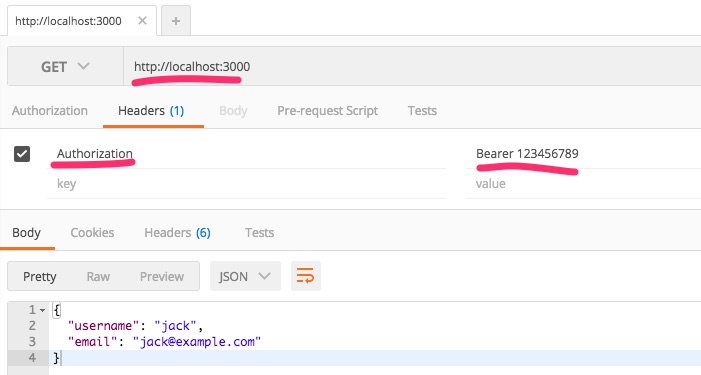 http://localhost:3000 × +
GET http://localhost:3000
Authorization Headers (1) Body Pre-request Script Tests
Authorization Bearer 123456789
key value
Body Cookies Headers (6) Tests
Pretty Raw Preview JSON
1 {
2 "username": "jack",
3 "email": "jack@example.com"
4 }